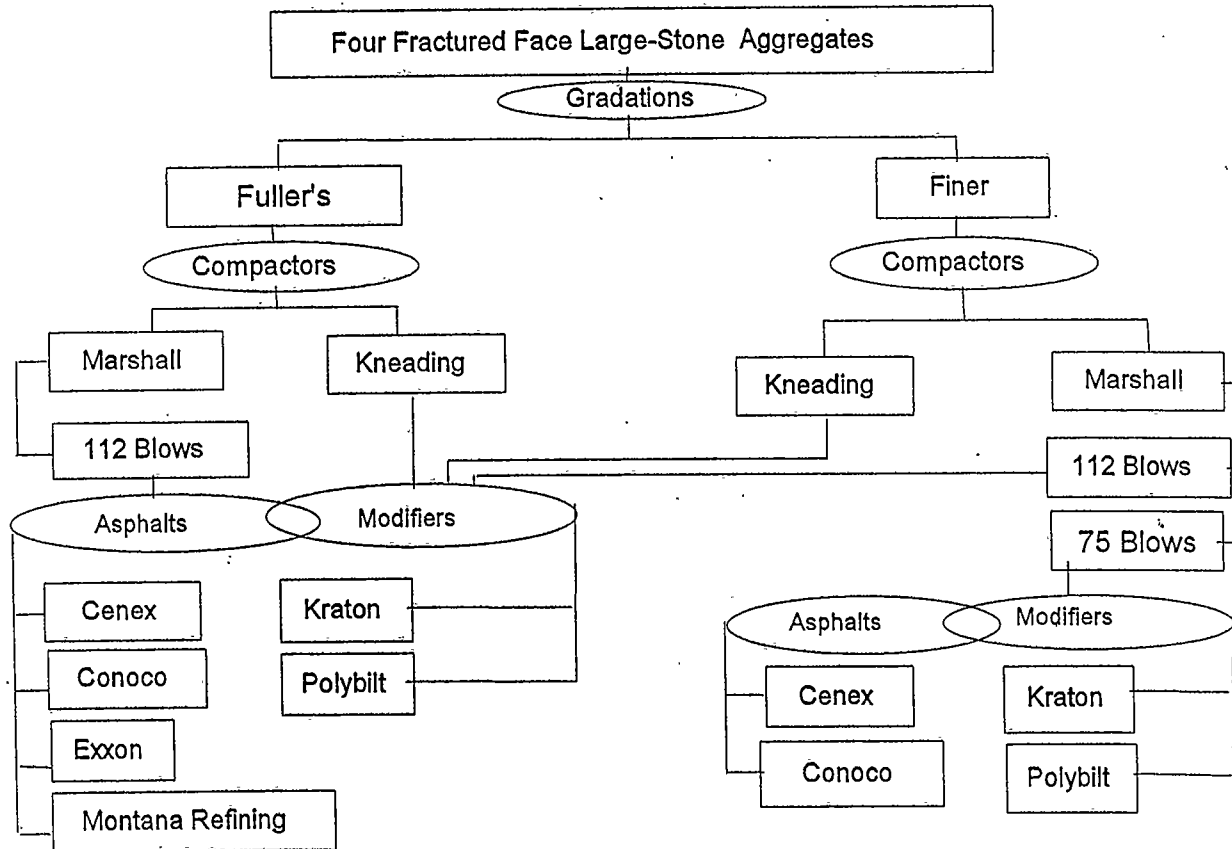 Four Fractured Face Large-Stone Aggregates
Gradations
Fuller's
Finer
Compactors
Compactors
Marshall
Kneading
Kneading
Marshall
112 Blows
112 Blows
Asphalts
Modifiers
75 Blows
Cenex
Kraton
Asphalts
Modifiers
Conoco
Polybilt
Cenex
Kraton
Exxon
Conoco
Polybilt
Montana Refining